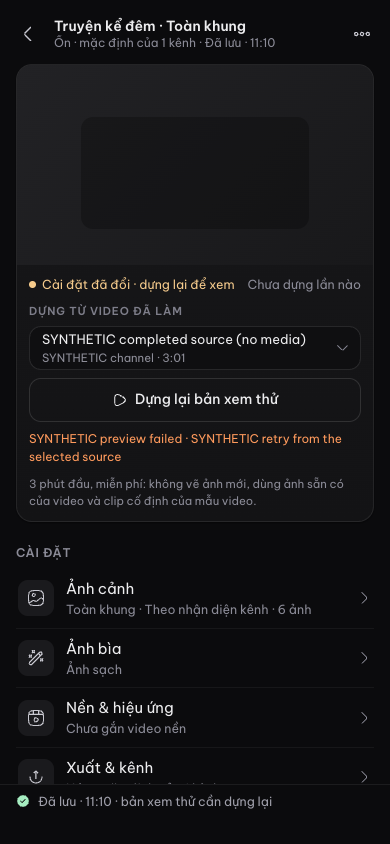 Truyện kể đêm · Toàn khung
Ổn · mặc định của 1 kênh · Đã lưu · 11:10
Cài đặt đã đổi · dựng lại để xem
Chưa dựng lần nào
DỰNG TỪ VIDEO ĐÃ LÀM
SYNTHETIC completed source (no media)
SYNTHETIC channel · 3:01
Dựng lại bản xem thử
SYNTHETIC preview failed · SYNTHETIC retry from the
selected source
3 phút đầu, miễn phí: không vẽ ảnh mới, dùng ảnh sẵn có
của video và clip cố định của mẫu video.
CÀI ĐẶT
Ảnh cảnh
Toàn khung · Theo nhận diện kênh · 6 ảnh
Ảnh bìa
Ảnh sạch
Nền & hiệu ứng
Chưa gắn video nền
Xuất & kênh
Đã lưu · 11:10 · bản xem thử cần dựng lại